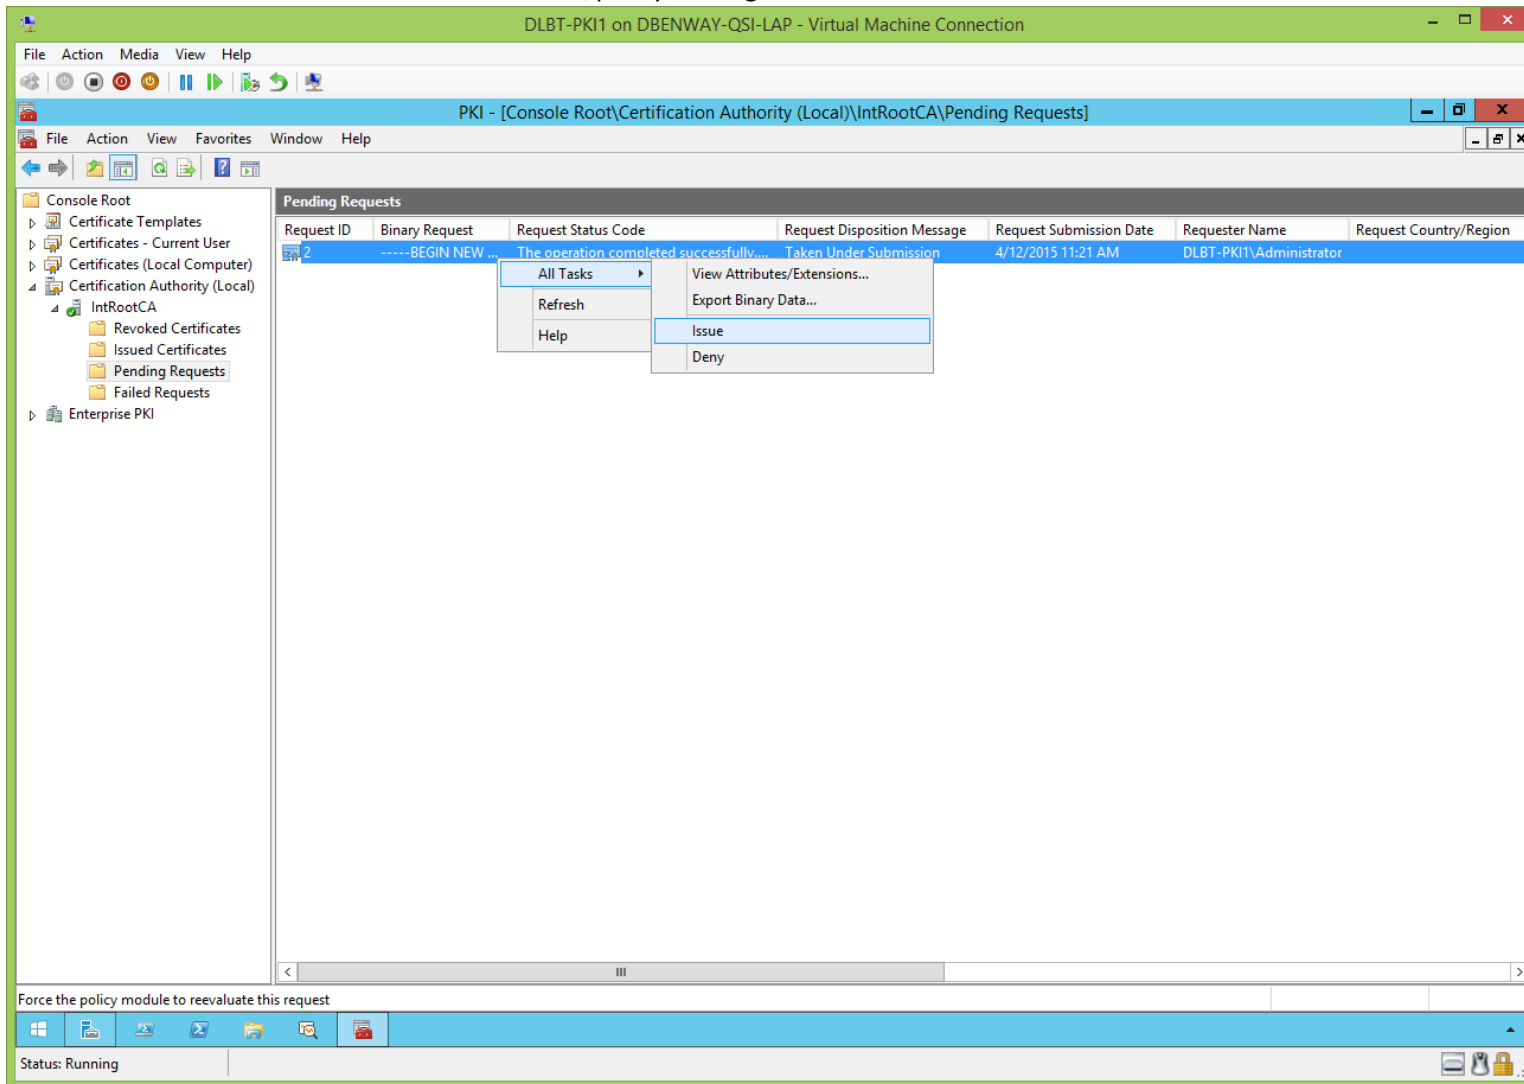 DLBT-PKI1 on DBENWAY-QSI-LAP - Virtual Machine Connection
File Action Media View Help
PKI - [Console Root\Certification Authority (Local)\IntRootCA\Pending Requests]
File Action View Favorites Window Help
Console Root
Certificate Templates
Certificates - Current User
Certificates (Local Computer)
Certification Authority (Local)
IntRootCA
Revoked Certificates
Issued Certificates
Pending Requests
Failed Requests
Enterprise PKI
Pending Requests
Request ID Binary Request Request Status Code Request Disposition Message Request Submission Date Requester Name Request Country/Region
2 -----BEGIN NEW ... The operation completed successfully.... Taken Under Submission 4/12/2015 11:21 AM DLBT-PKI1\Administrator
All Tasks
Refresh
Help
View Attributes/Extensions...
Export Binary Data...
Issue
Deny
Force the policy module to reevaluate this request
Status: Running